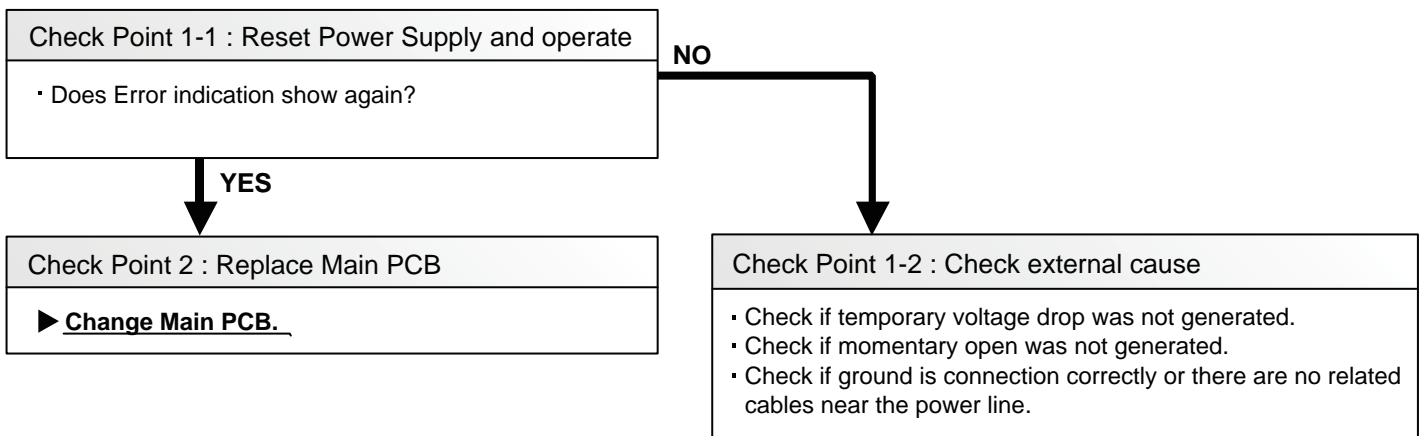 Check Point 1-1 : Reset Power Supply and operate
· Does Error indication show again?
NO
YES
Check Point 2 : Replace Main PCB
▶ Change Main PCB.
Check Point 1-2 : Check external cause
· Check if temporary voltage drop was not generated.
· Check if momentary open was not generated.
· Check if ground is connection correctly or there are no related
cables near the power line.